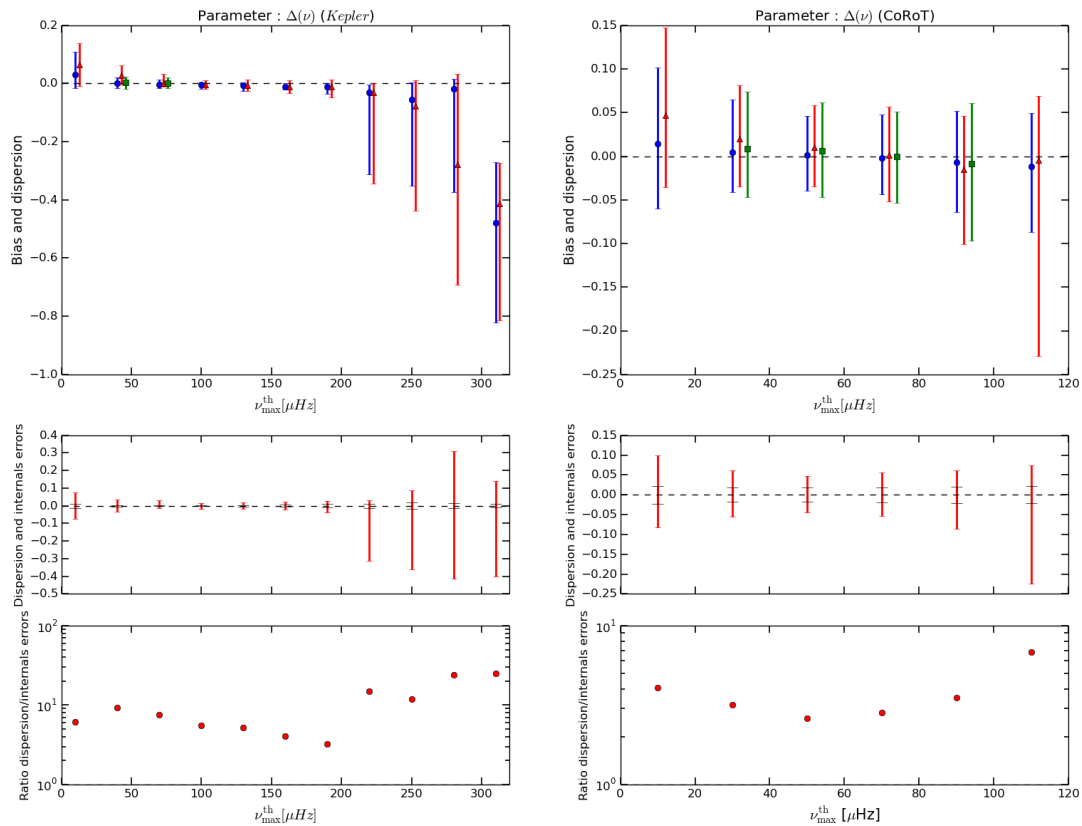 Parameter : Δ(ν) (Kepler)
0.2
0.0
−0.2
−0.4
−0.6
−0.8
−1.0
Bias and dispersion
0 50 100 150 200 250 300
ν_max^th [μHz]
Parameter : Δ(ν) (CoRoT)
0.15
0.10
0.05
0.00
−0.05
−0.10
−0.15
−0.20
−0.25
Bias and dispersion
0 20 40 60 80 100 120
ν_max^th [μHz]
0.4
0.3
0.2
0.1
0.0
−0.1
−0.2
−0.3
−0.4
−0.5
Dispersion and internals errors
0.15
0.10
0.05
0.00
−0.05
−0.10
−0.15
−0.20
−0.25
Dispersion and internals errors
10^2
10^1
10^0
Ratio dispersion/internals errors
0 50 100 150 200 250 300
ν_max^th [μHz]
10^1
10^0
Ratio dispersion/internals errors
0 20 40 60 80 100 120
ν_max^th [μHz]